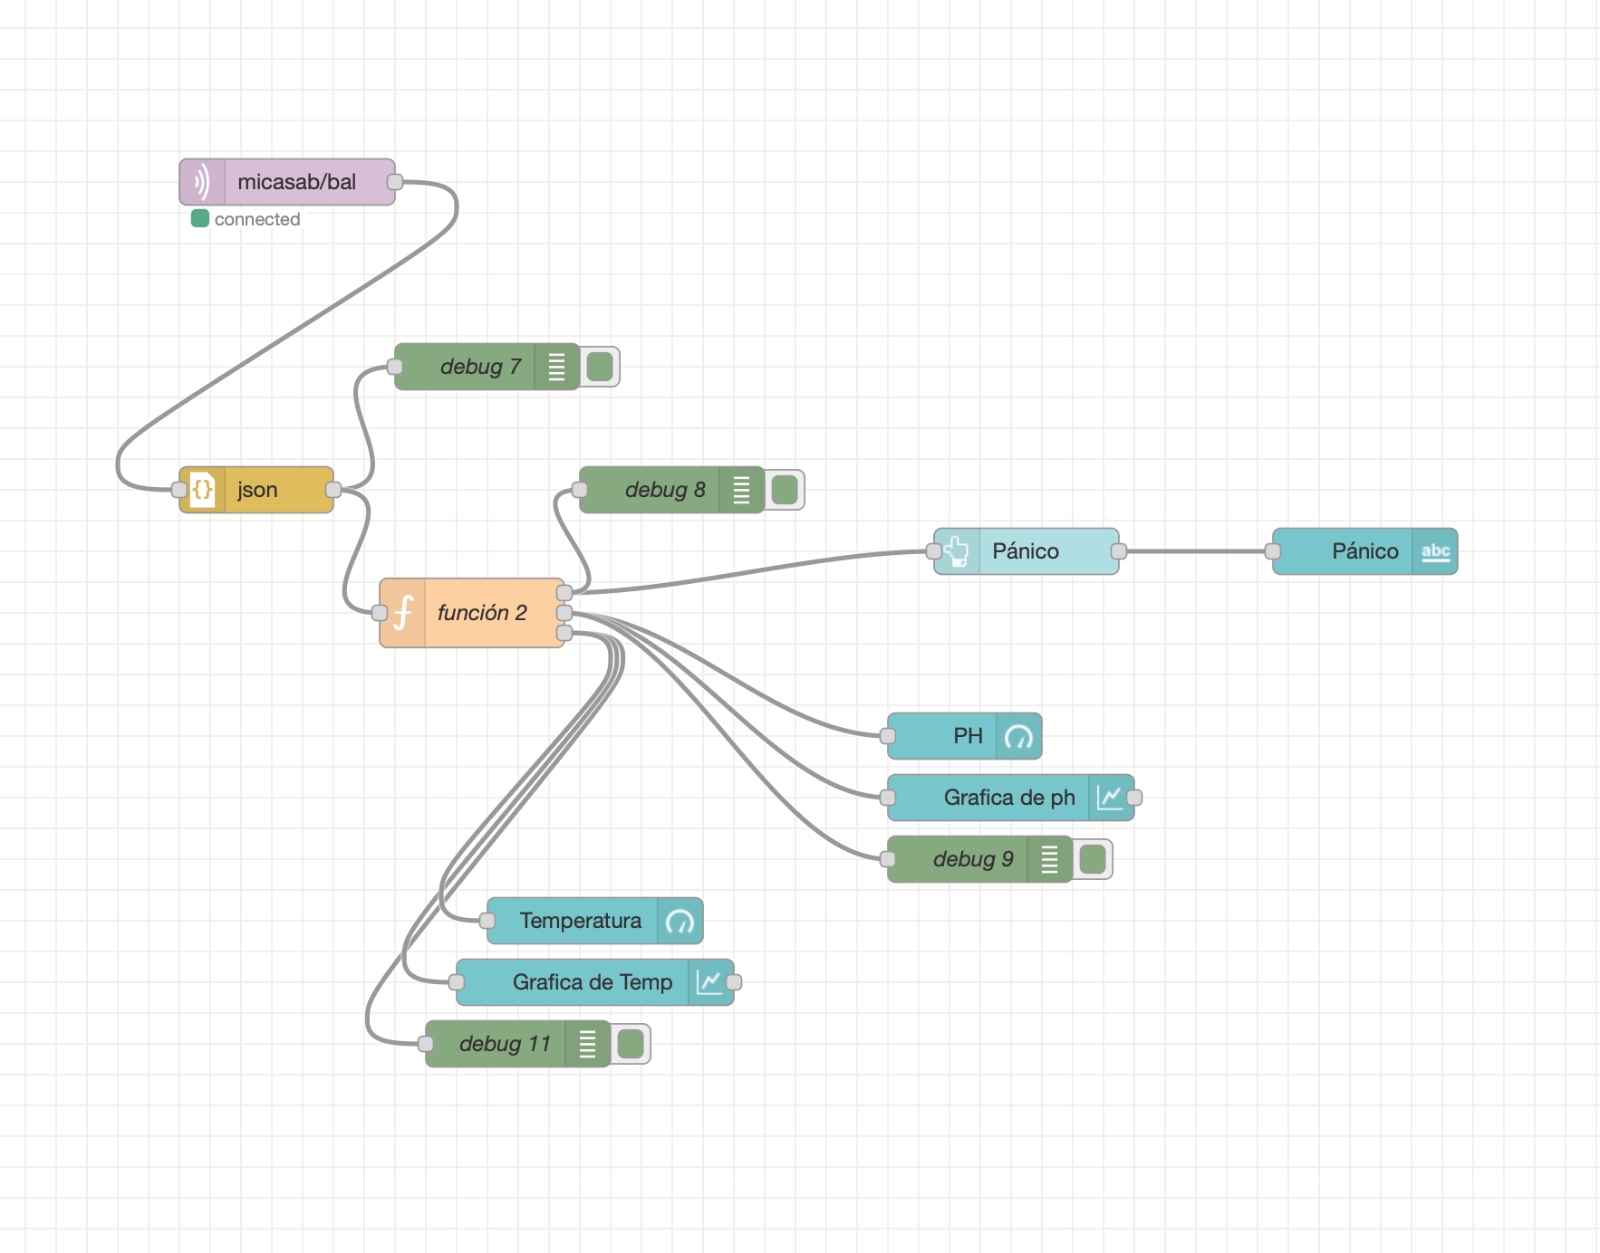 micasab/bal
connected
debug 7
json
debug 8
Pánico
Pánico
abc
función 2
PH
Grafica de ph
debug 9
Temperatura
Grafica de Temp
debug 11